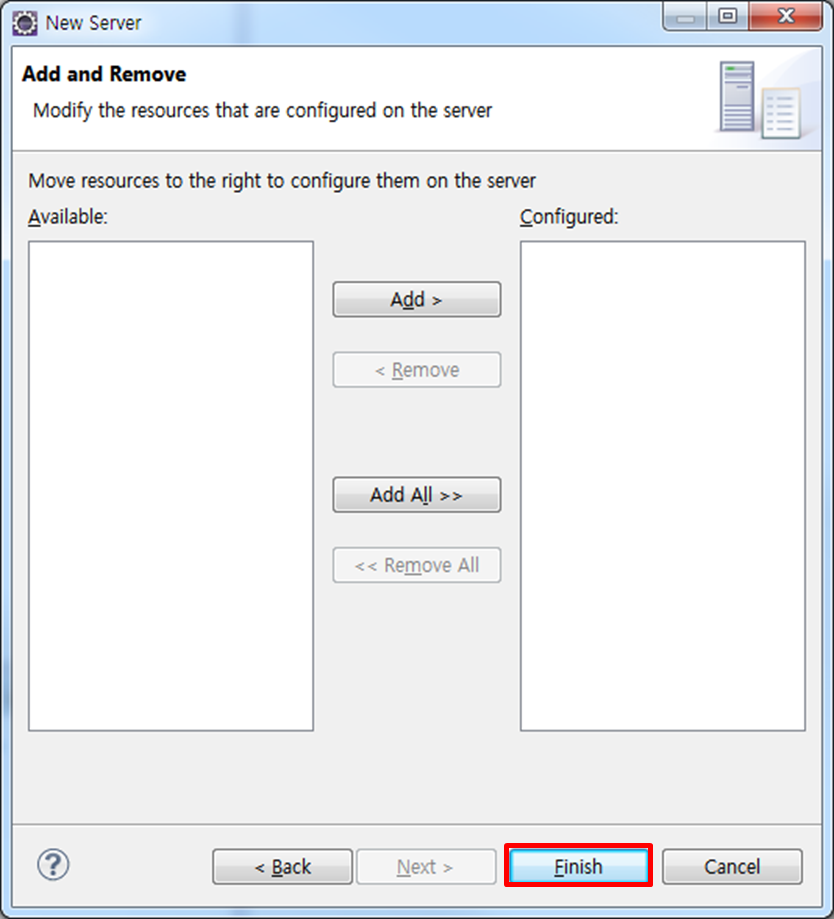 New Server
Add and Remove
Modify the resources that are configured on the server
Move resources to the right to configure them on the server
Available:
Configured:
Add >
< Remove
Add All >>
<< Remove All
?
< Back
Next >
Finish
Cancel